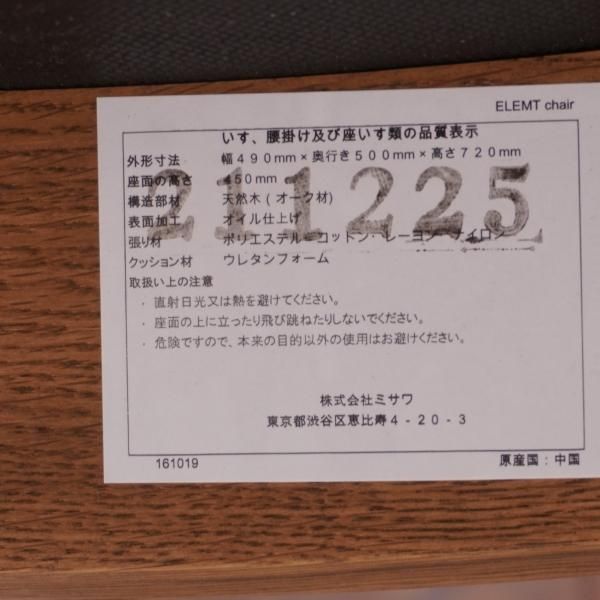 ELEMT chair
いす、腰掛け及び座いす類の品質表示
外形寸法 幅490mm×奥行き500mm×高さ720mm
座面の高さ 450mm
構造部材 天然木(オーク材)
211225
表面加工 オイル仕上げ
張り材 ポリエステル・コットン・レーヨン・ナイロン
クッション材 ウレタンフォーム
取扱い上の注意
・ 直射日光又は熱を避けてください。
・ 座面の上に立ったり飛び跳ねたりしないでください。
・ 危険ですので、本来の目的以外の使用はお避けください。
株式会社ミサワ
東京都渋谷区恵比寿4-20-3
161019 原産国:中国